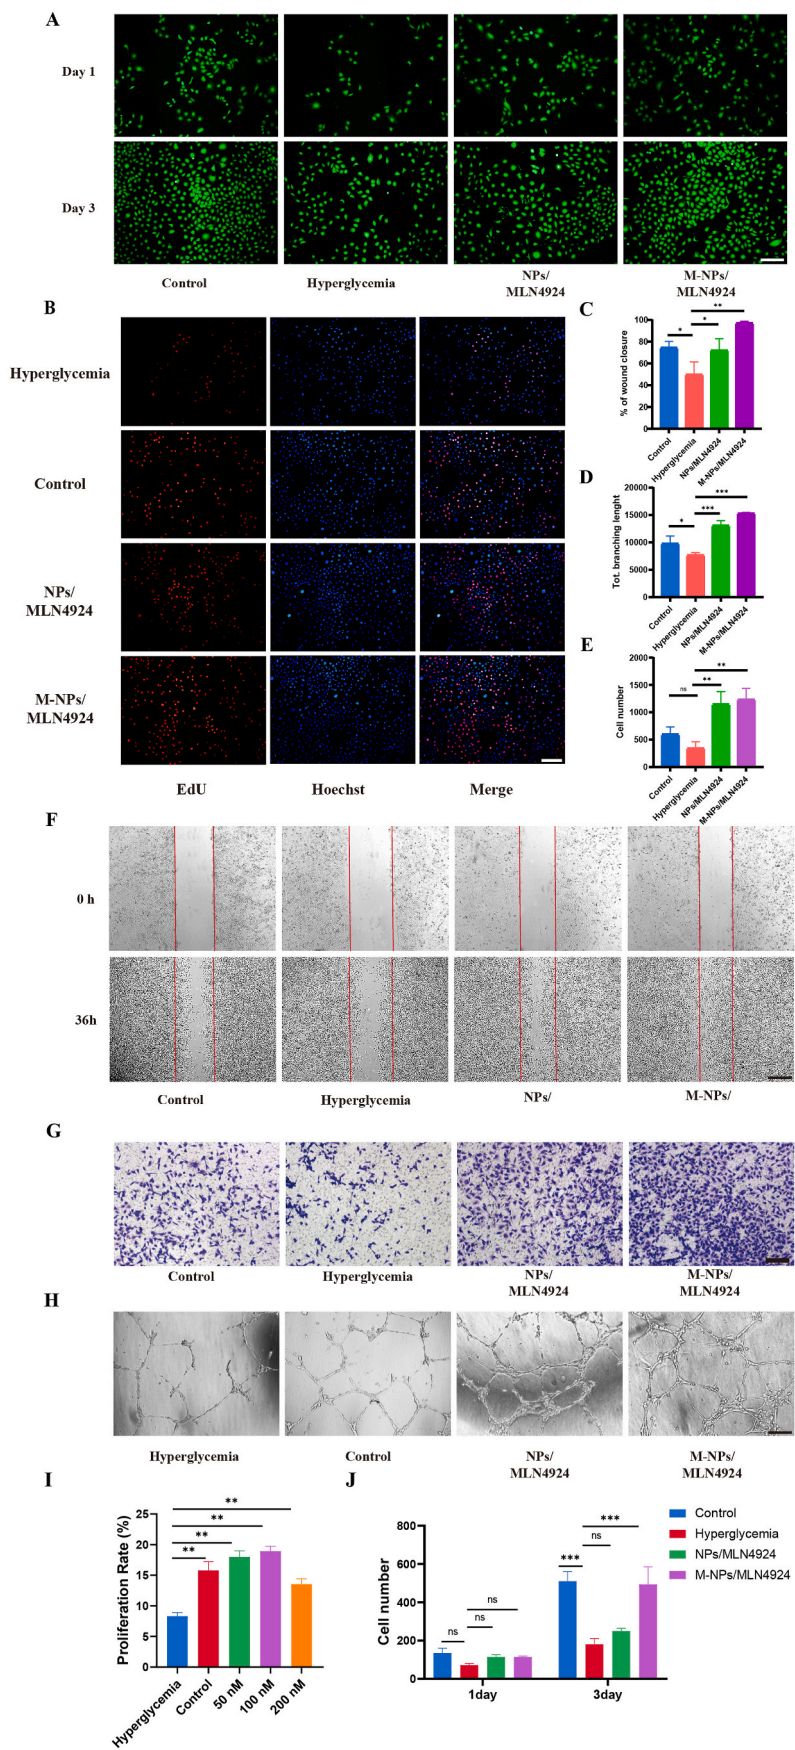 A
Day 1
Day 3
Control
Hyperglycemia
NPs/
MLN4924
M-NPs/
MLN4924
B
Hyperglycemia
Control
NPs/
MLN4924
M-NPs/
MLN4924
EdU
Hoechst
Merge
C
% of wound closure
100
80
60
40
20
0
*
*
**
Control
Hyperglycemia
NPs/MLN4924
M-NPs/MLN4924
D
Tot. branching lenght
20000
15000
10000
5000
0
*
***
***
Control
Hyperglycemia
NPs/MLN4924
M-NPs/MLN4924
E
Cell number
2000
1500
1000
500
0
ns
**
**
Control
Hyperglycemia
NPs/MLN4924
M-NPs/MLN4924
F
0 h
36h
Control
Hyperglycemia
NPs/
M-NPs/
G
Control
Hyperglycemia
NPs/
MLN4924
M-NPs/
MLN4924
H
Hyperglycemia
Control
NPs/
MLN4924
M-NPs/
MLN4924
I
Proliferation Rate (%)
25
20
15
10
5
0
**
**
**
**
Hyperglycemia
Control
50 nM
100 nM
200 nM
J
Cell number
800
600
400
200
0
ns
ns
ns
***
ns
***
1day
3day
Control
Hyperglycemia
NPs/MLN4924
M-NPs/MLN4924